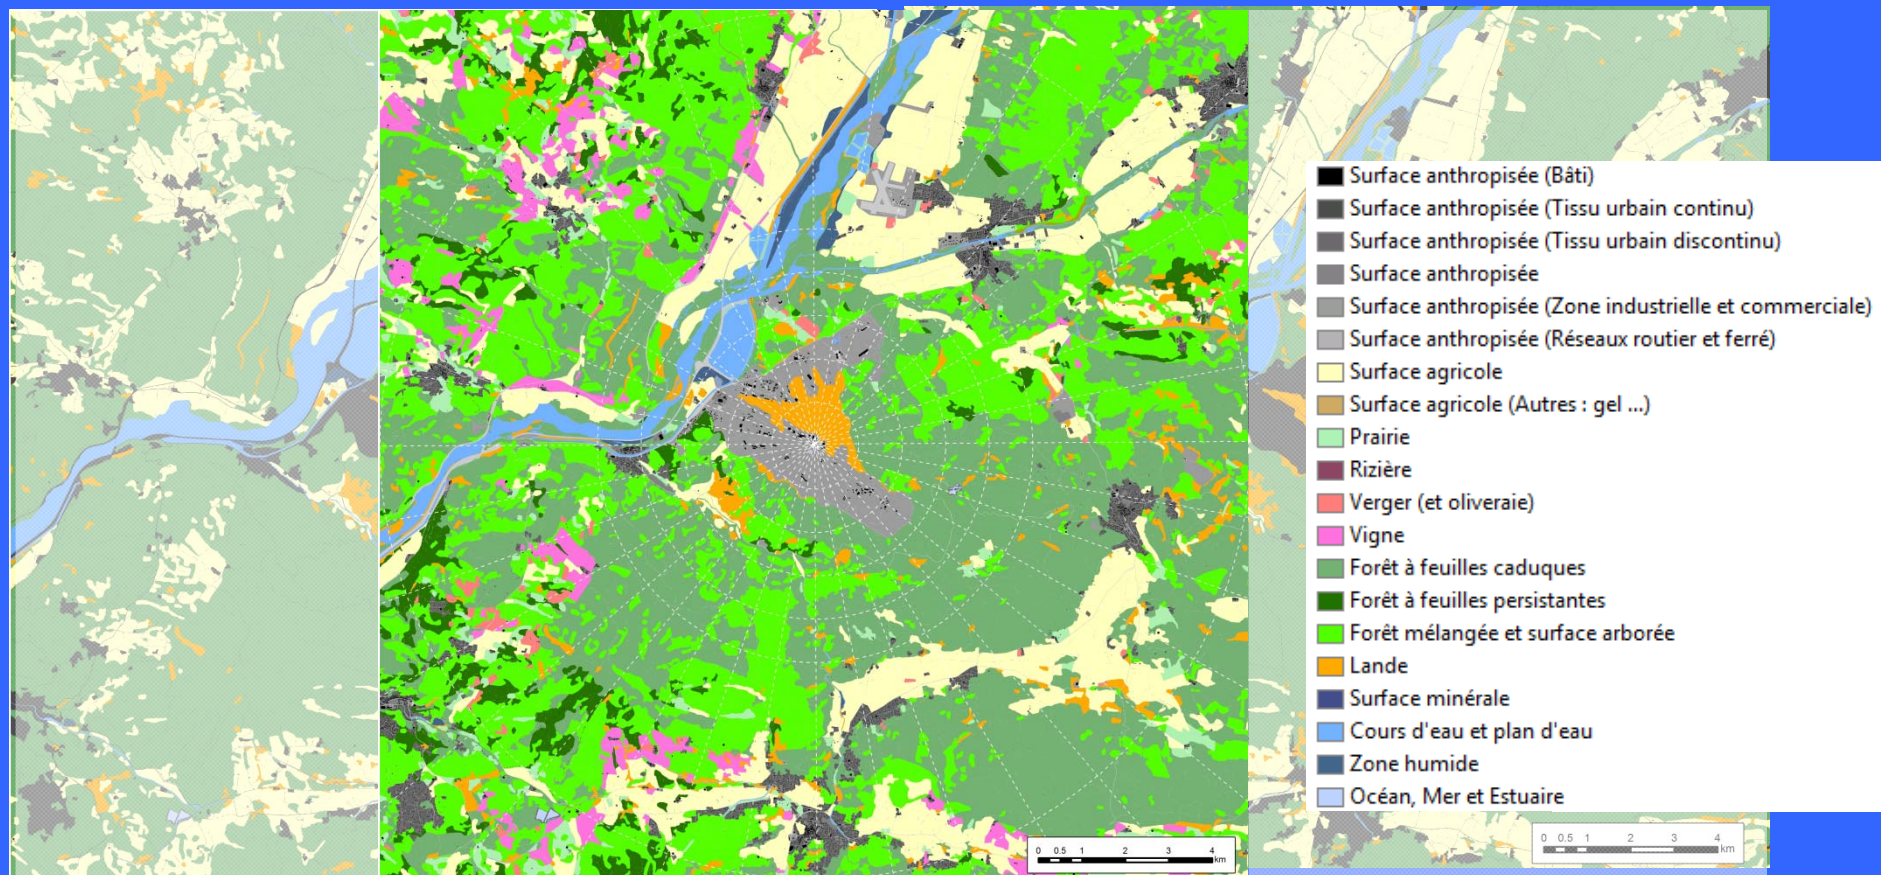 Surface anthropisée (Bâti)
Surface anthropisée (Tissu urbain continu)
Surface anthropisée (Tissu urbain discontinu)
Surface anthropisée
Surface anthropisée (Zone industrielle et commerciale)
Surface anthropisée (Réseaux routier et ferré)
Surface agricole
Surface agricole (Autres : gel ...)
Prairie
Rizière
Verger (et oliveraie)
Vigne
Forêt à feuilles caduques
Forêt à feuilles persistantes
Forêt mélangée et surface arborée
Lande
Surface minérale
Cours d'eau et plan d'eau
Zone humide
Océan, Mer et Estuaire
0 0.5 1 2 3 4
km
0 0.5 1 2 3 4
km